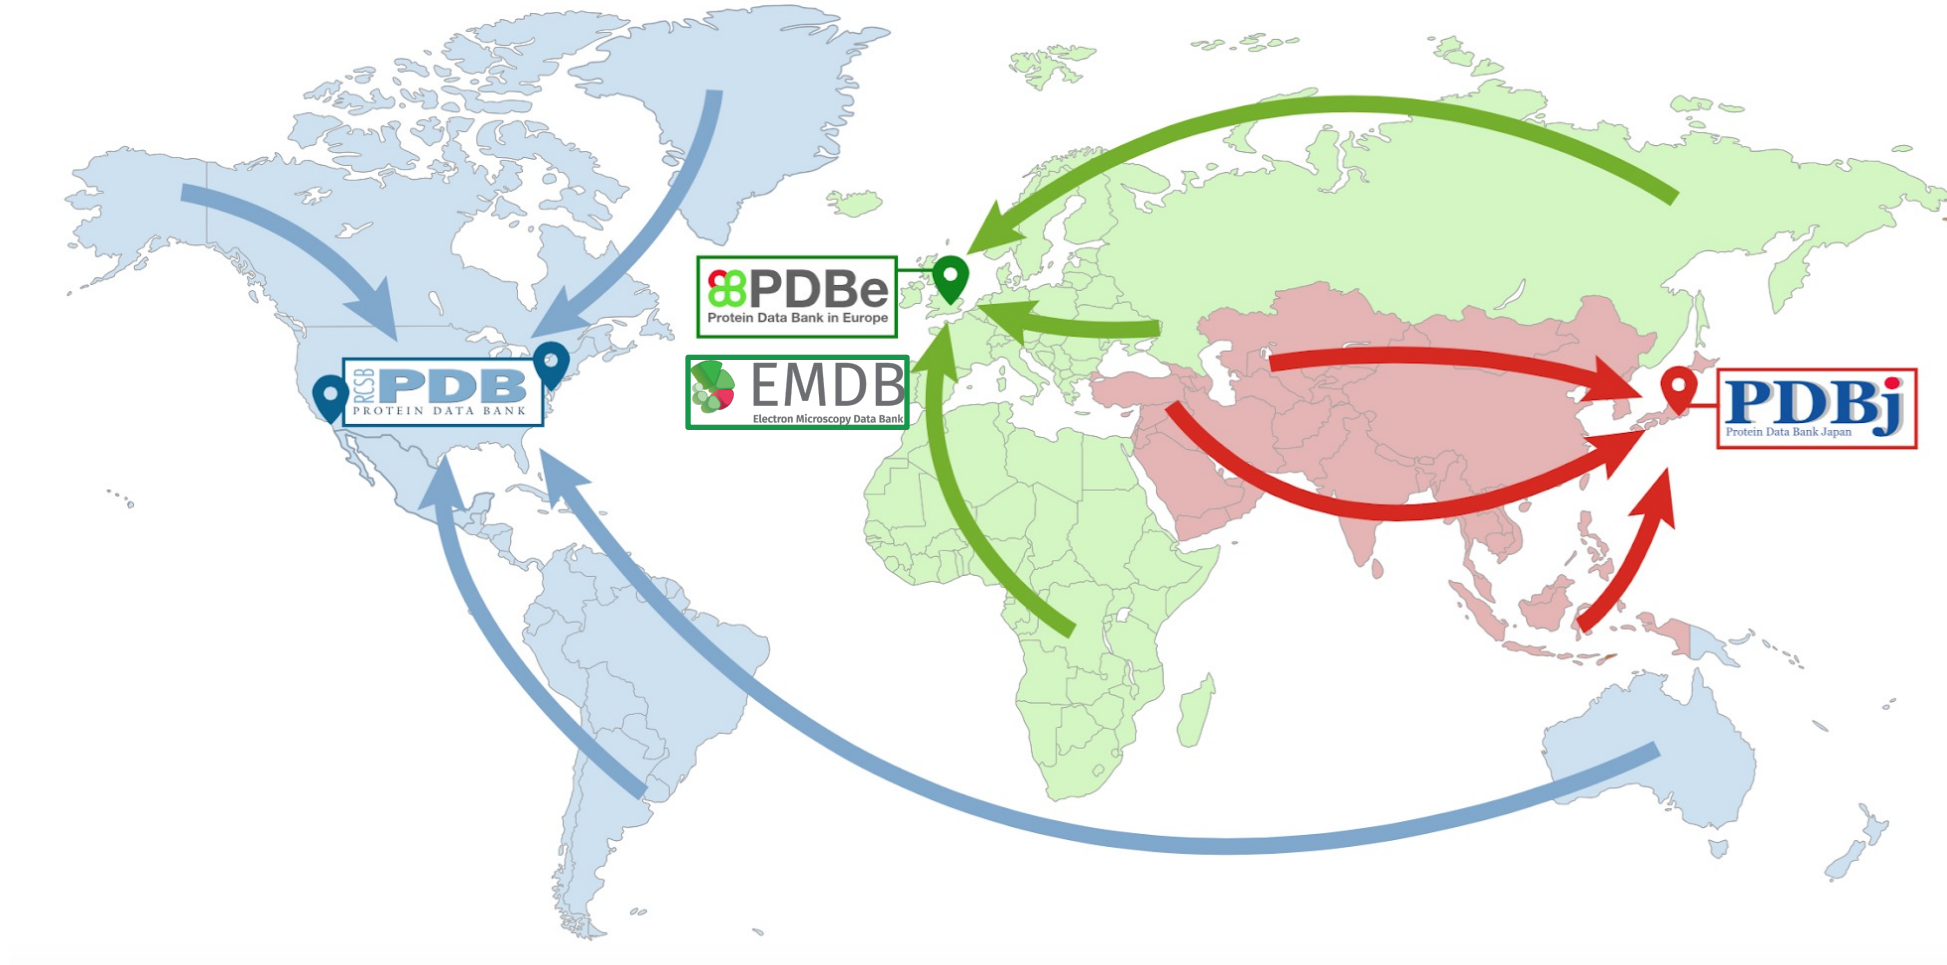 PDBe
Protein Data Bank in Europe
EMDB
Electron Microscopy Data Bank
RCSB
PDB
PROTEIN DATA BANK
PDBj
Protein Data Bank Japan